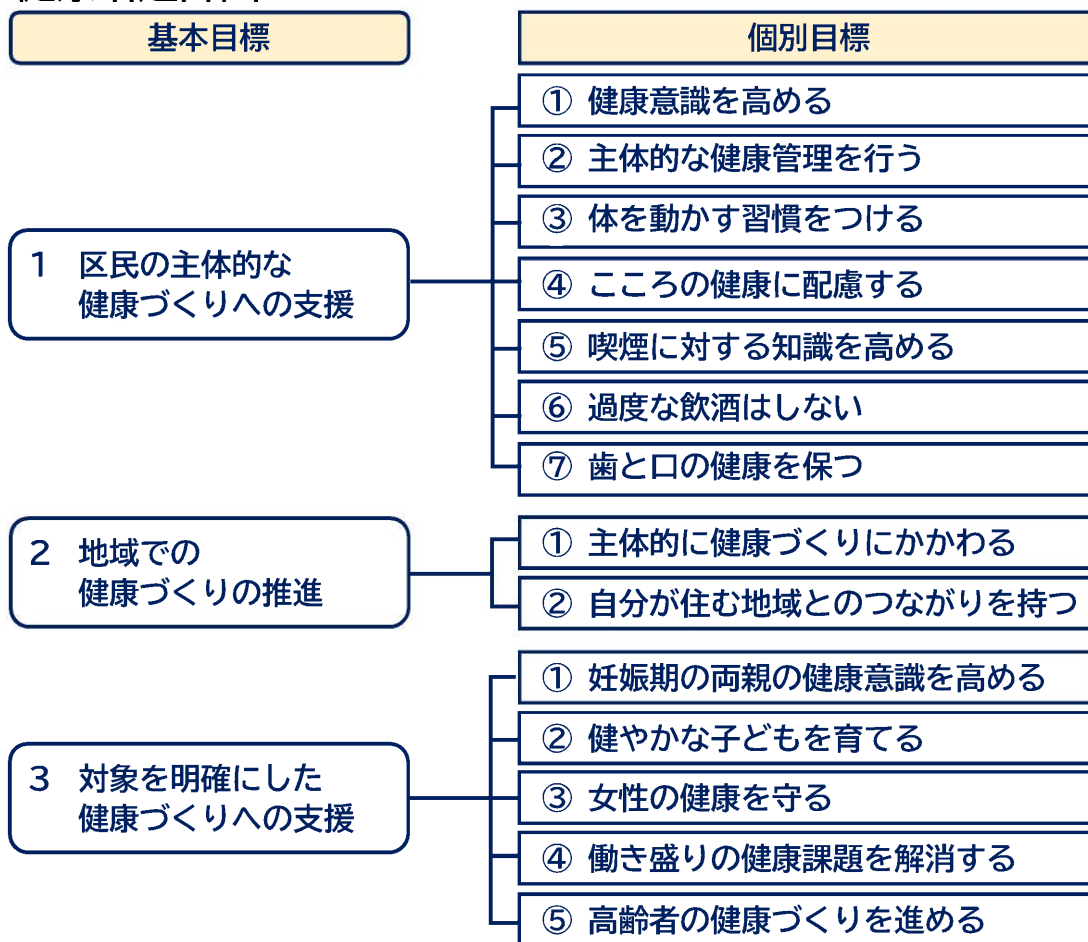 基本目標
個別目標
1 区民の主体的な
健康づくりへの支援
① 健康意識を高める
② 主体的な健康管理を行う
③ 体を動かす習慣をつける
④ こころの健康に配慮する
⑤ 喫煙に対する知識を高める
⑥ 過度な飲酒はしない
⑦ 歯と口の健康を保つ
2 地域での
健康づくりの推進
① 主体的に健康づくりにかかわる
② 自分が住む地域とのつながりを持つ
3 対象を明確にした
健康づくりへの支援
① 妊娠期の両親の健康意識を高める
② 健やかな子どもを育てる
③ 女性の健康を守る
④ 働き盛りの健康課題を解消する
⑤ 高齢者の健康づくりを進める